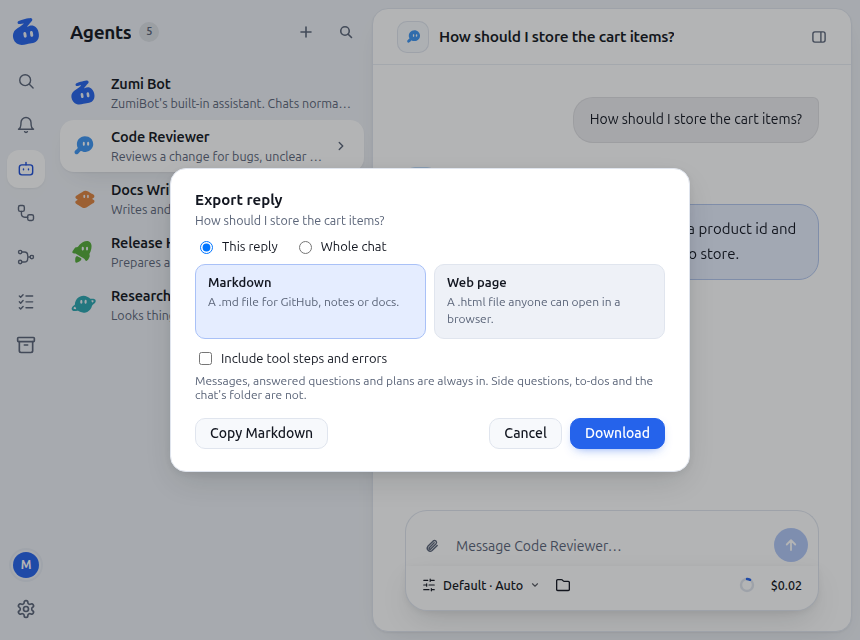 Agents 5
How should I store the cart items?
Zumi Bot
ZumiBot's built-in assistant. Chats norma…
How should I store the cart items?
Code Reviewer
Reviews a change for bugs, unclear …
Docs Wri
Writes and
Release
Prepares a
Research
Looks thin
a product id and
store.
Export reply
How should I store the cart items?
This reply Whole chat
Markdown
A .md file for GitHub, notes or docs.
Web page
A .html file anyone can open in a
browser.
Include tool steps and errors
Messages, answered questions and plans are always in. Side questions, to-dos and the
chat's folder are not.
Copy Markdown Cancel Download
Message Code Reviewer…
Default · Auto $0.02
M